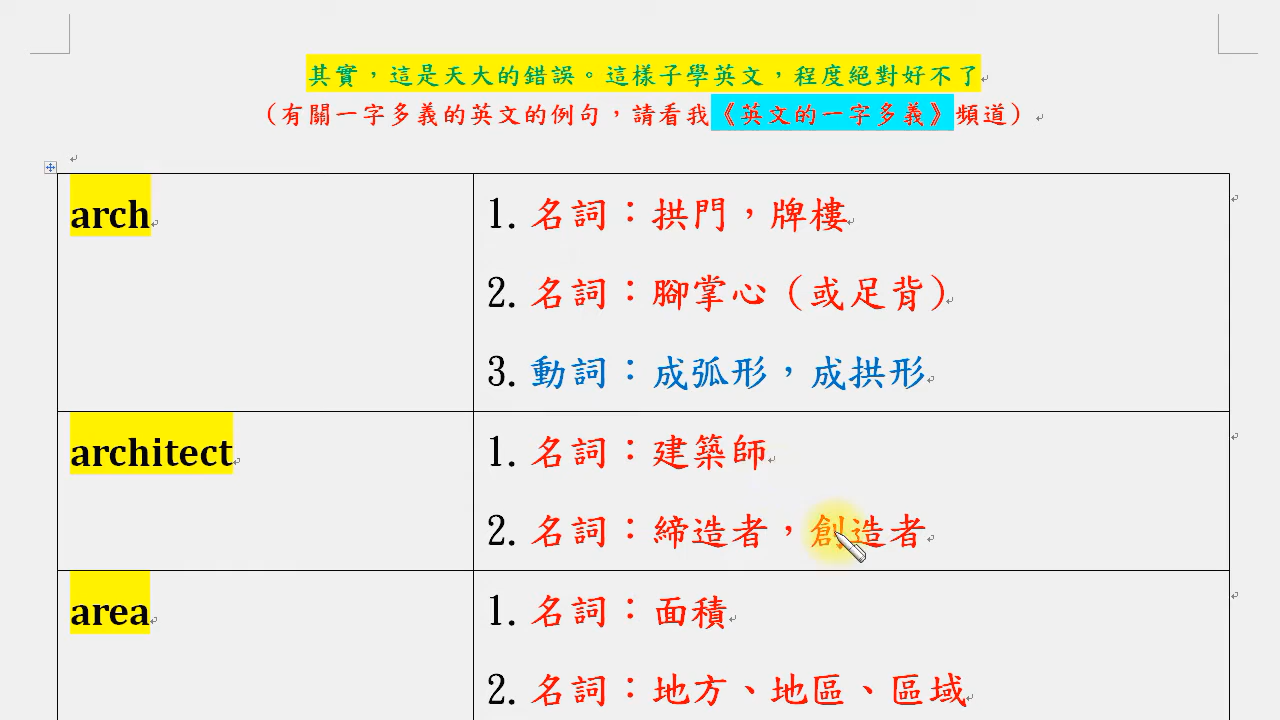 其實，這是天大的錯誤。這樣子學英文，程度絕對好不了
（有關一字多義的英文的例句，請看我《英文的一字多義》頻道）
arch
1. 名詞：拱門，牌樓
2. 名詞：腳掌心（或足背）
3. 動詞：成弧形，成拱形
architect
1. 名詞：建築師
2. 名詞：締造者，創造者
area
1. 名詞：面積
2. 名詞：地方、地區、區域